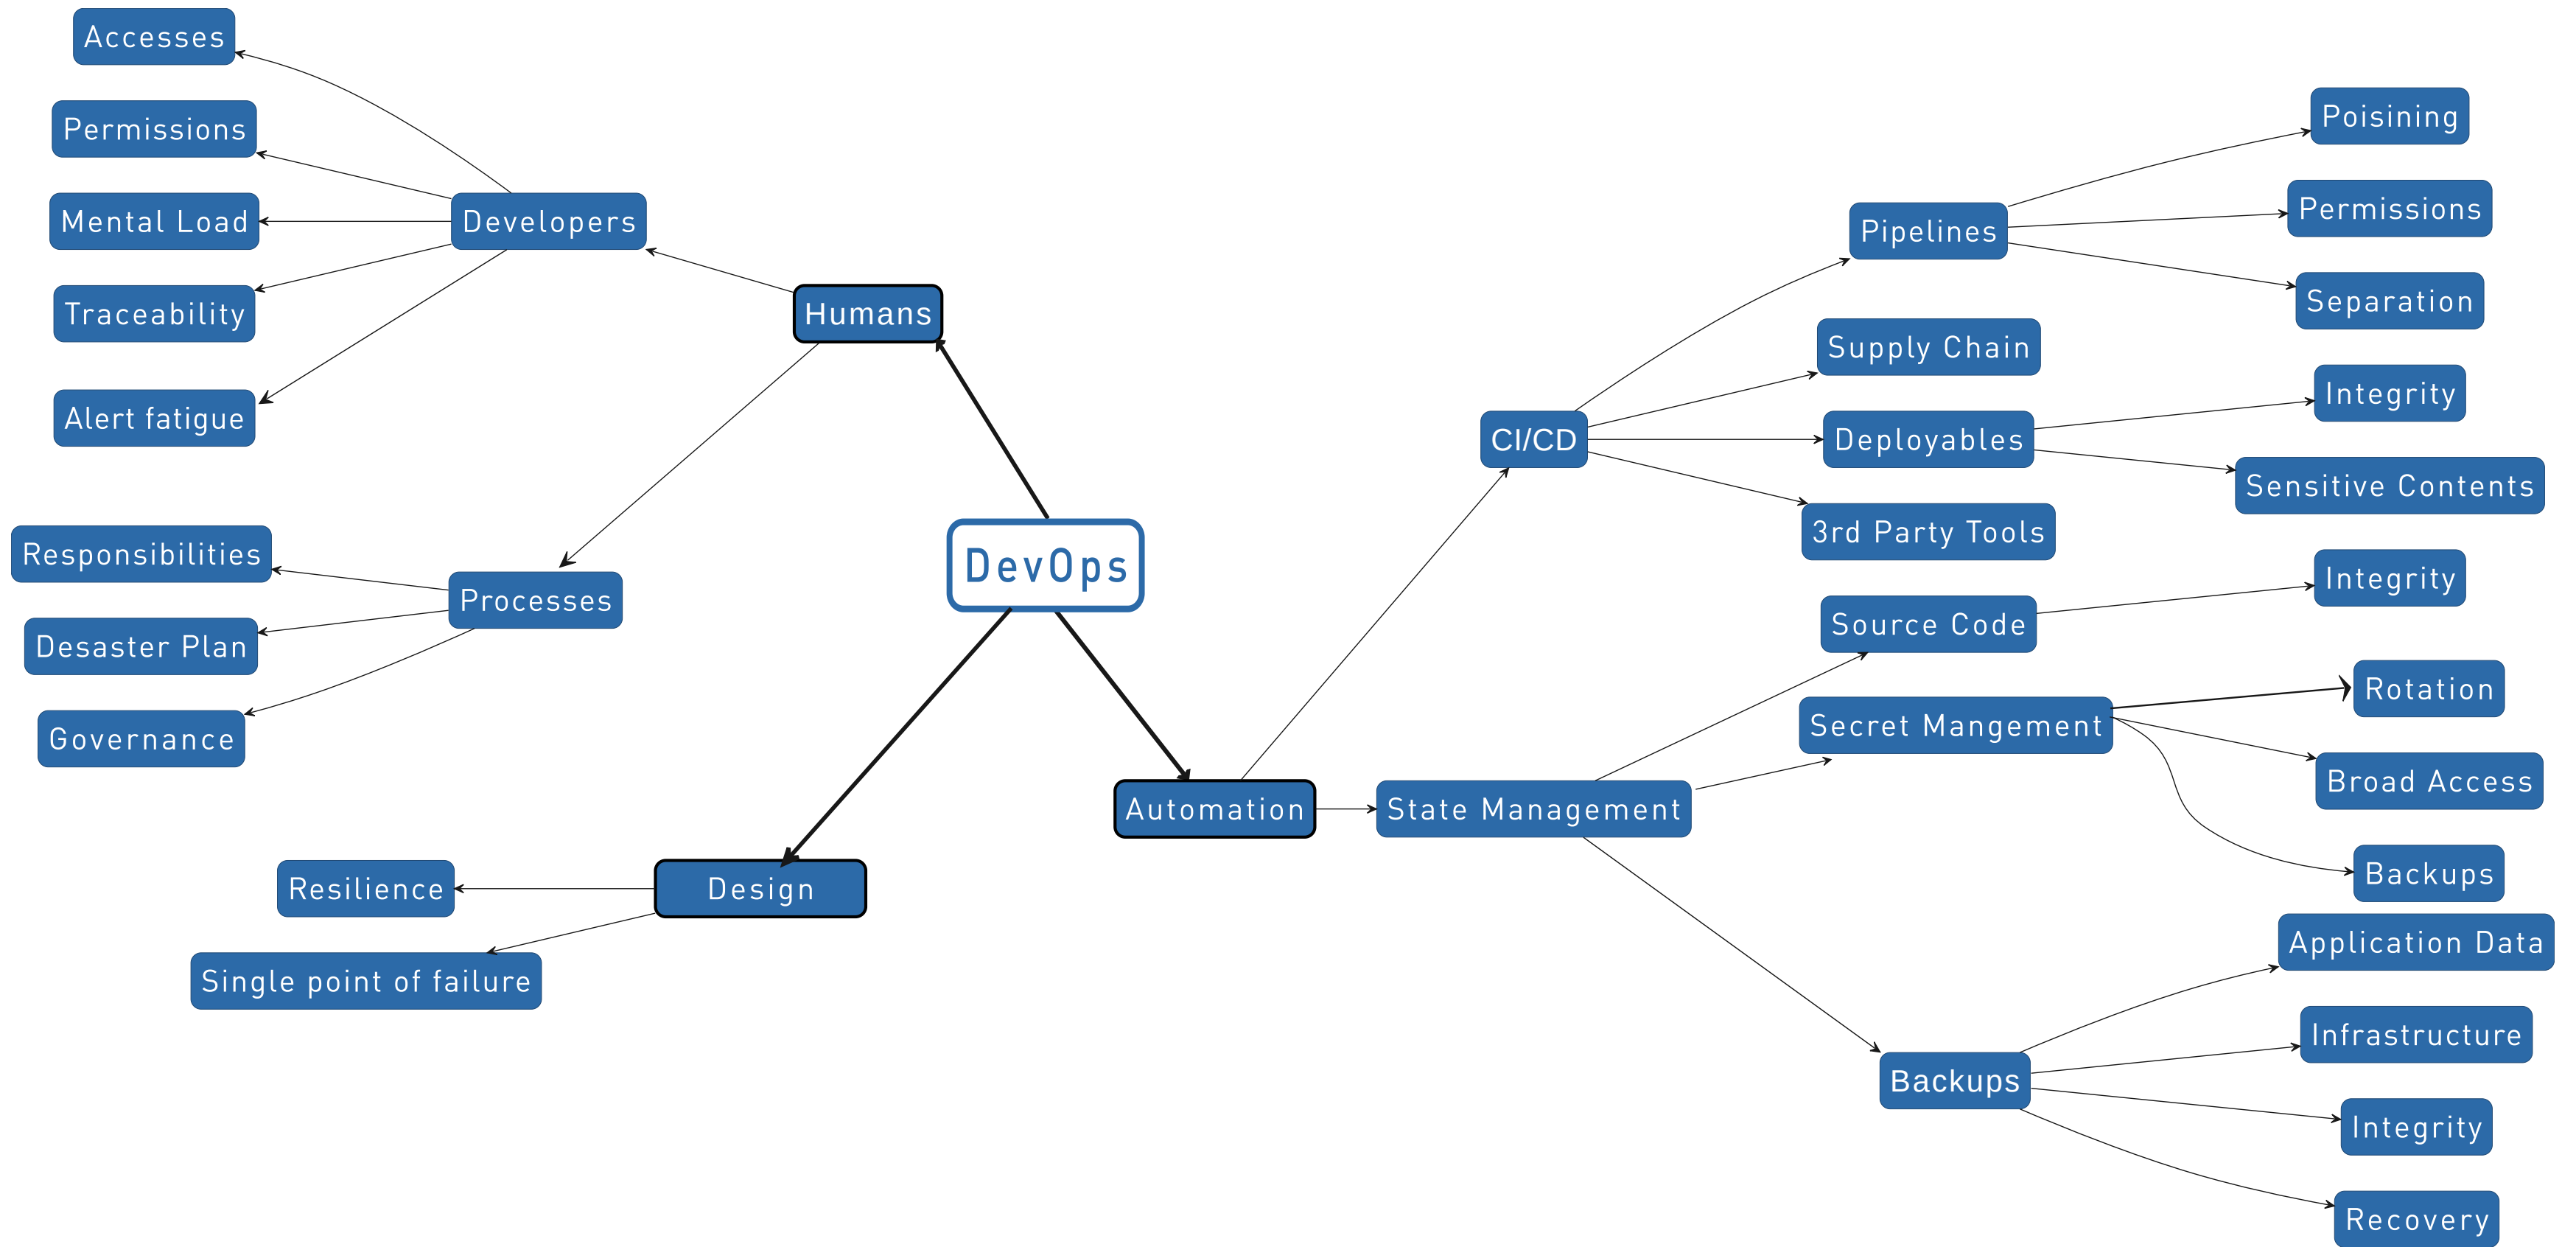 Accesses
Permissions
Mental Load
Developers
Traceability
Alert fatigue
Humans
Responsibilities
Processes
Desaster Plan
Governance
DevOps
Resilience
Design
Single point of failure
Automation
CI/CD
Pipelines
Poisining
Permissions
Separation
Supply Chain
Deployables
Integrity
Sensitive Contents
3rd Party Tools
State Management
Source Code
Integrity
Secret Mangement
Rotation
Broad Access
Backups
Backups
Application Data
Infrastructure
Integrity
Recovery